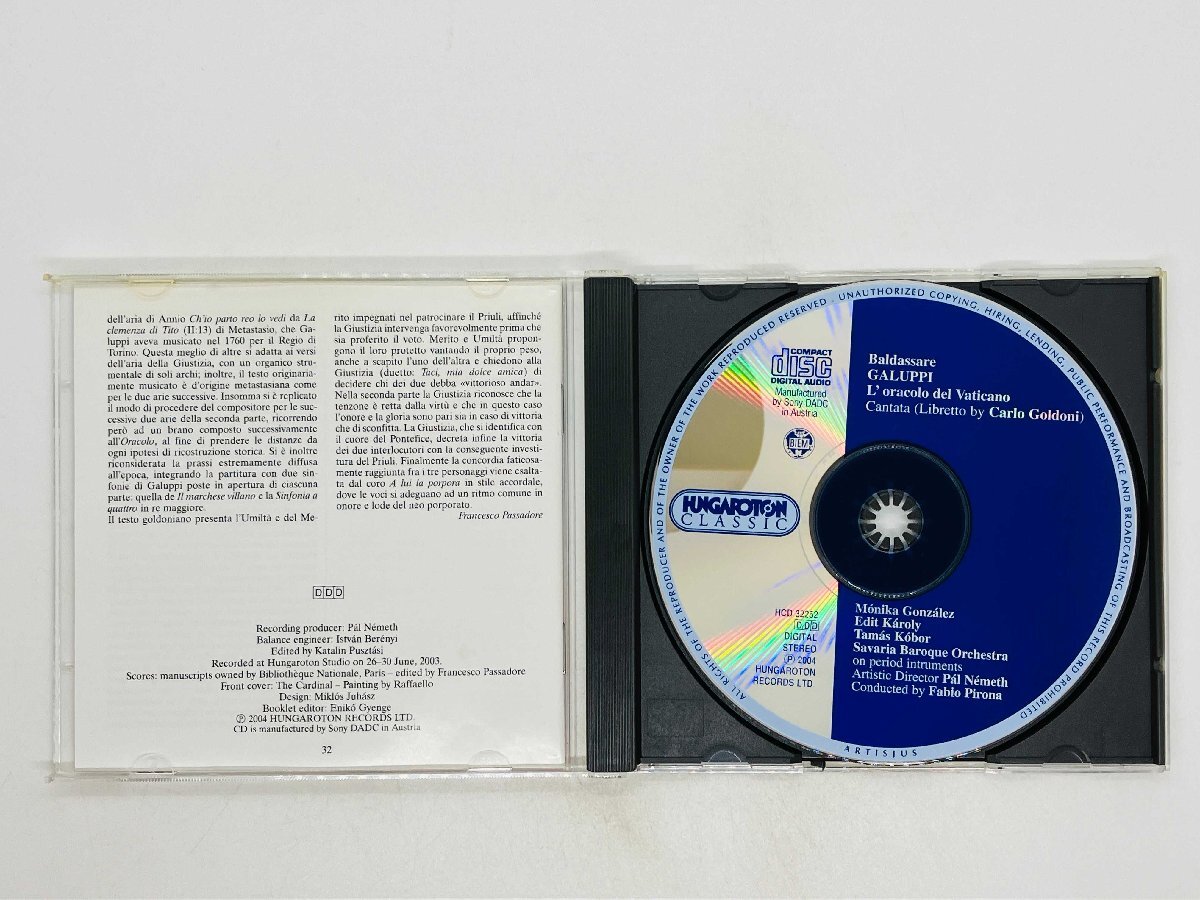 dell'aria di Annio Ch'io parto reo lo vedi da La
clemenza di Tito (II:13) di Metastasio, che Ga-
luppi aveva musicato nel 1760 per il Regio di
Torino. Questa meglio di altre si adatta ai versi
dell'aria della Giustizia, con un organico stru-
mentale di soli archi; inoltre, il testo originaria-
mente musicato è d'origine metastasiana come
per le due arie successive. Insomma si è replicato
il modo di procedere del compositore per le suc-
cessive due arie della seconda parte, ricorrendo
però ad un brano composto successivamente
all'Oracolo, al fine di prendere le distanze da
ogni ipotesi di ricostruzione storica. Si è inoltre
riconsiderata la prassi estremamente diffusa
all'epoca, integrando la partitura con due sin-
fonie di Galuppi poste in apertura di ciascuna
parte: quella de Il marchese villano e la Sinfonia a
quattro in re maggiore.
Il testo goldoniano presenta l'Umiltà e del Me-
rito impegnati nel patrocinare il Priuli, affinché
la Giustizia intervenga favorevolmente prima che
sia proferito il voto. Merito e Umiltà propon-
gono il loro protetto vantando il proprio peso,
anche a scapito l'uno dell'altra e chiedono alla
Giustizia (duetto: Taci, mia dolce amica) di
decidere chi dei due debba «vittorioso andar».
Nella seconda parte la Giustizia riconosce che la
tenzone è retta dalla virtù e che in questo caso
l'onore e la gloria sono pari sia in caso di vittoria
che di sconfitta. La Giustizia, che si identifica con
il cuore del Pontefice, decreta infine la vittoria
dei due interlocutori con la conseguente investi-
tura del Priuli. Finalmente la concordia faticosa-
mente raggiunta fra i tre personaggi viene esalta-
ta dal coro A lui la porpora in stile accordale,
dove le voci si adeguano ad un ritmo comune in
onore e lode del neo porporato.
Francesco Passadore
DDD
Recording producer: Pál Németh
Balance engineer: István Berényi
Edited by Katalin Pusztási
Recorded at Hungaroton Studio on 26-30 June, 2003.
Scores: manuscripts owned by Bibliothèque Nationale, Paris – edited by Francesco Passadore
Front cover: The Cardinal – Painting by Raffaello
Design: Miklós Juhász
Booklet editor: Enikő Gyenge
℗ 2004 HUNGAROTON RECORDS LTD.
CD is manufactured by Sony DADC in Austria
32
ALL RIGHTS OF THE REPRODUCER AND OF THE OWNER OF THE WORK REPRODUCED RESERVED · UNAUTHORIZED COPYING, HIRING, LENDING, PUBLIC PERFORMANCE AND BROADCASTING OF THIS RECORD PROHIBITED
COMPACT
disc
DIGITAL AUDIO
Manufactured
by Sony DADC
in Austria
BIEM
HUNGAROTON
CLASSIC
HCD 32252
DDD
DIGITAL
STEREO
℗ 2004
HUNGAROTON
RECORDS LTD
Baldassare
GALUPPI
L'oracolo del Vaticano
Cantata (Libretto by Carlo Goldoni)
Mónika González
Edit Károly
Tamás Kóbor
Savaria Baroque Orchestra
on period intruments
Artistic Director Pál Németh
Conducted by Fabio Pirona
ARTISJUS